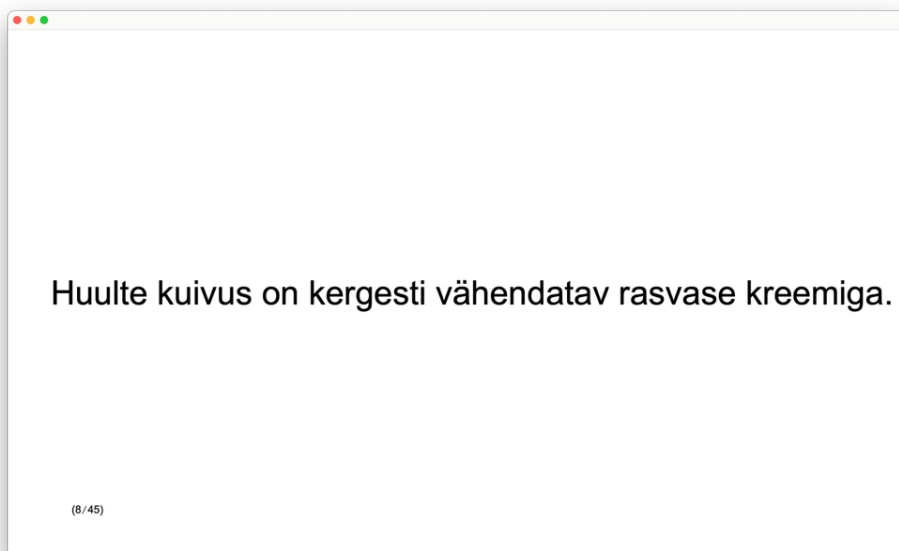 Huulte kuivus on kergesti vähendatav rasvase kreemiga.
(8/45)